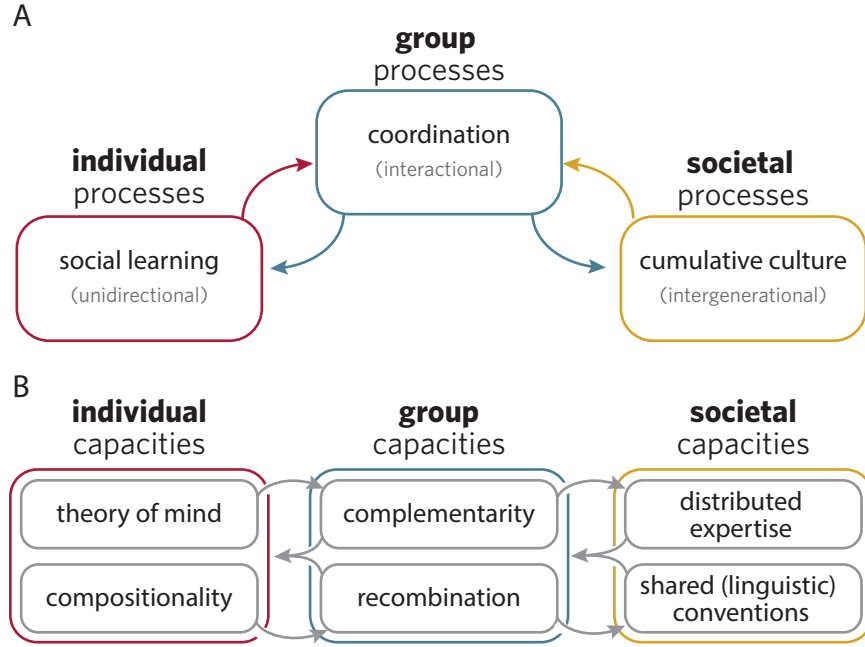 A
group
processes
coordination
(interactional)
individual
processes
social learning
(unidirectional)
societal
processes
cumulative culture
(intergenerational)
B
individual
capacities
theory of mind
compositionality
group
capacities
complementarity
recombination
societal
capacities
distributed
expertise
shared (linguistic)
conventions